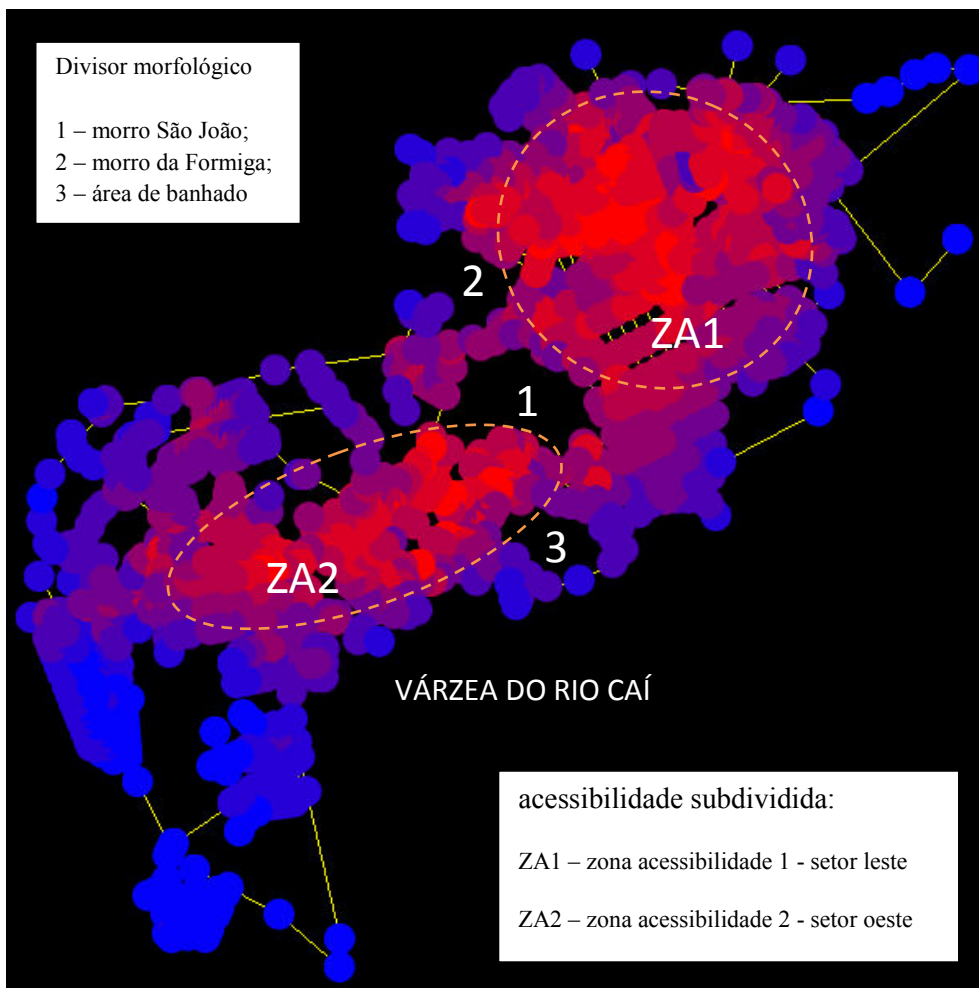 Divisor morfológico
1 – morro São João;
2 – morro da Formiga;
3 – área de banhado
2
ZA1
1
3
ZA2
VÁRZEA DO RIO CAÍ
acessibilidade subdividida:
ZA1 – zona acessibilidade 1 - setor leste
ZA2 – zona acessibilidade 2 - setor oeste